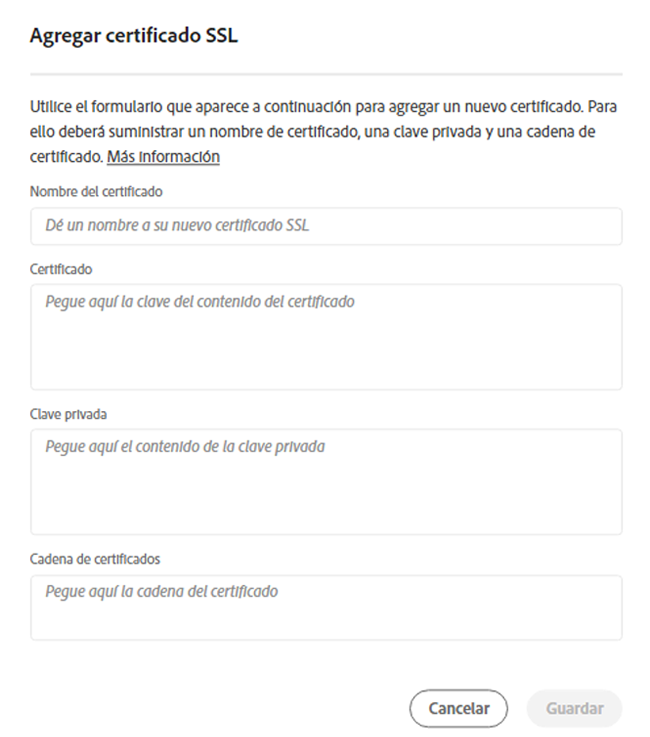 Agregar certificado SSL
Utilice el formulario que aparece a continuación para agregar un nuevo certificado. Para
ello deberá suministrar un nombre de certificado, una clave privada y una cadena de
certificado. Más información
Nombre del certificado
Dé un nombre a su nuevo certificado SSL
Certificado
Pegue aquí la clave del contenido del certificado
Clave privada
Pegue aquí el contenido de la clave privada
Cadena de certificados
Pegue aquí la cadena del certificado
Cancelar Guardar